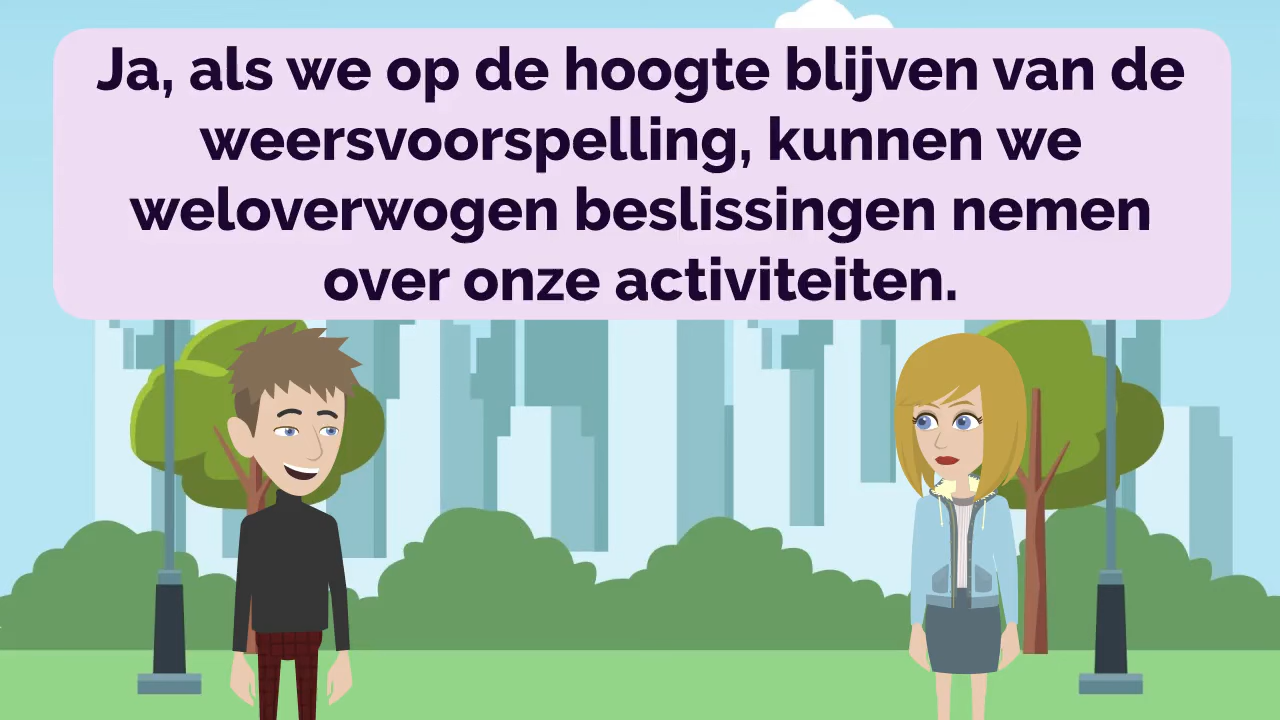 Ja, als we op de hoogte blijven van de
weersvoorspelling, kunnen we
weloverwogen beslissingen nemen
over onze activiteiten.